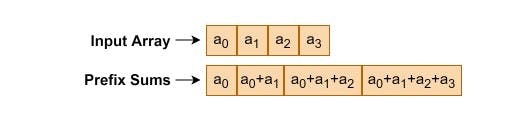 Input Array a₀ a₁ a₂ a₃
Prefix Sums a₀ a₀+a₁ a₀+a₁+a₂ a₀+a₁+a₂+a₃